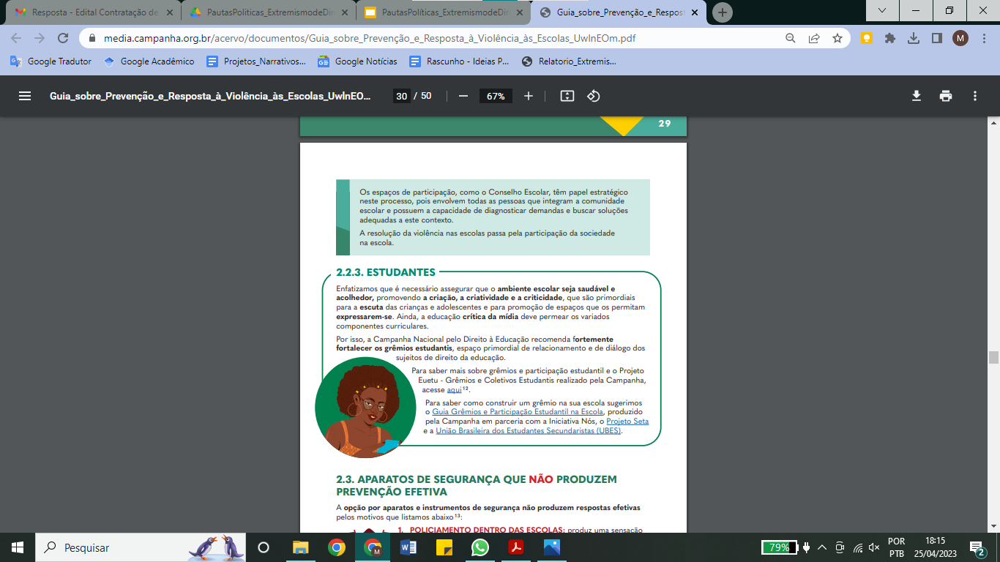 Resposta - Edital Contratação de
PautasPoliticas_ExtremismodeDir
PautasPolíticas_ExtremismodeDir
Guia_sobre_Prevenção_e_Respost
media.campanha.org.br/acervo/documentos/Guia_sobre_Prevenção_e_Resposta_à_Violência_às_Escolas_UwlnEOm.pdf
M
Google Tradutor
Google Acadêmico
Projetos_Narrativos...
Google Notícias
Rascunho - Ideias P...
Relatorio_Extremis...
Guia_sobre_Prevenção_e_Resposta_à_Violência_às_Escolas_UwlnEO...
30 / 50
67%
29
Os espaços de participação, como o Conselho Escolar, têm papel estratégico
neste processo, pois envolvem todas as pessoas que integram a comunidade
escolar e possuem a capacidade de diagnosticar demandas e buscar soluções
adequadas a este contexto.
A resolução da violência nas escolas passa pela participação da sociedade
na escola.
2.2.3. ESTUDANTES
Enfatizamos que é necessário assegurar que o ambiente escolar seja saudável e
acolhedor, promovendo a criação, a criatividade e a criticidade, que são primordiais
para a escuta das crianças e adolescentes e para promoção de espaços que os permitam
expressarem-se. Ainda, a educação crítica da mídia deve permear os variados
componentes curriculares.
Por isso, a Campanha Nacional pelo Direito à Educação recomenda fortemente
fortalecer os grêmios estudantis, espaço primordial de relacionamento e de diálogo dos
sujeitos de direito da educação.
Para saber mais sobre grêmios e participação estudantil e o Projeto
Euetu - Grêmios e Coletivos Estudantis realizado pela Campanha,
acesse aqui¹².
Para saber como construir um grêmio na sua escola sugerimos
o Guia Grêmios e Participação Estudantil na Escola, produzido
pela Campanha em parceria com a Iniciativa Nós, o Projeto Seta
e a União Brasileira dos Estudantes Secundaristas (UBES).
2.3. APARATOS DE SEGURANÇA QUE NÃO PRODUZEM
PREVENÇÃO EFETIVA
A opção por aparatos e instrumentos de segurança não produzem respostas efetivas
pelos motivos que listamos abaixo¹³:
1. POLICIAMENTO DENTRO DAS ESCOLAS: produz uma sensação
Pesquisar
M
79%
POR
PTB
18:15
25/04/2023
2